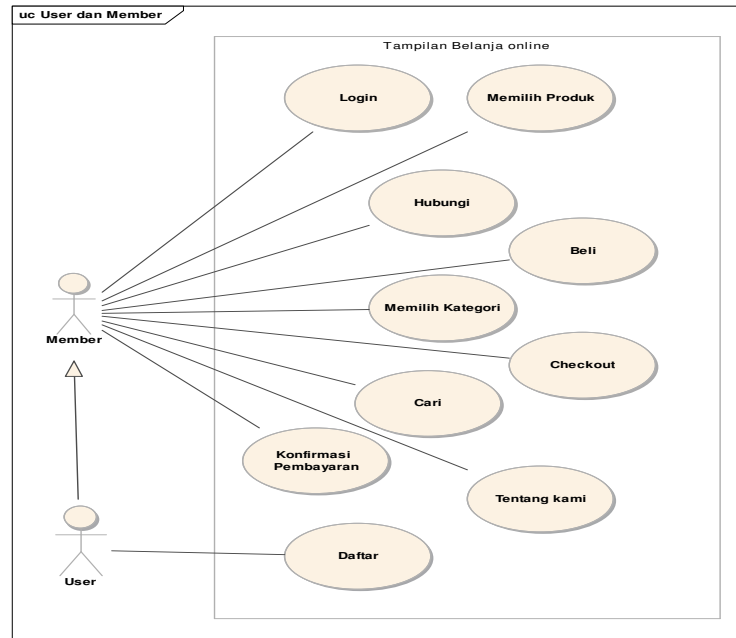 uc User dan Member
Tampilan Belanja online
Login
Memilih Produk
Hubungi
Beli
Memilih Kategori
Member
Checkout
Cari
Konfirmasi
Pembayaran
Tentang kami
Daftar
User